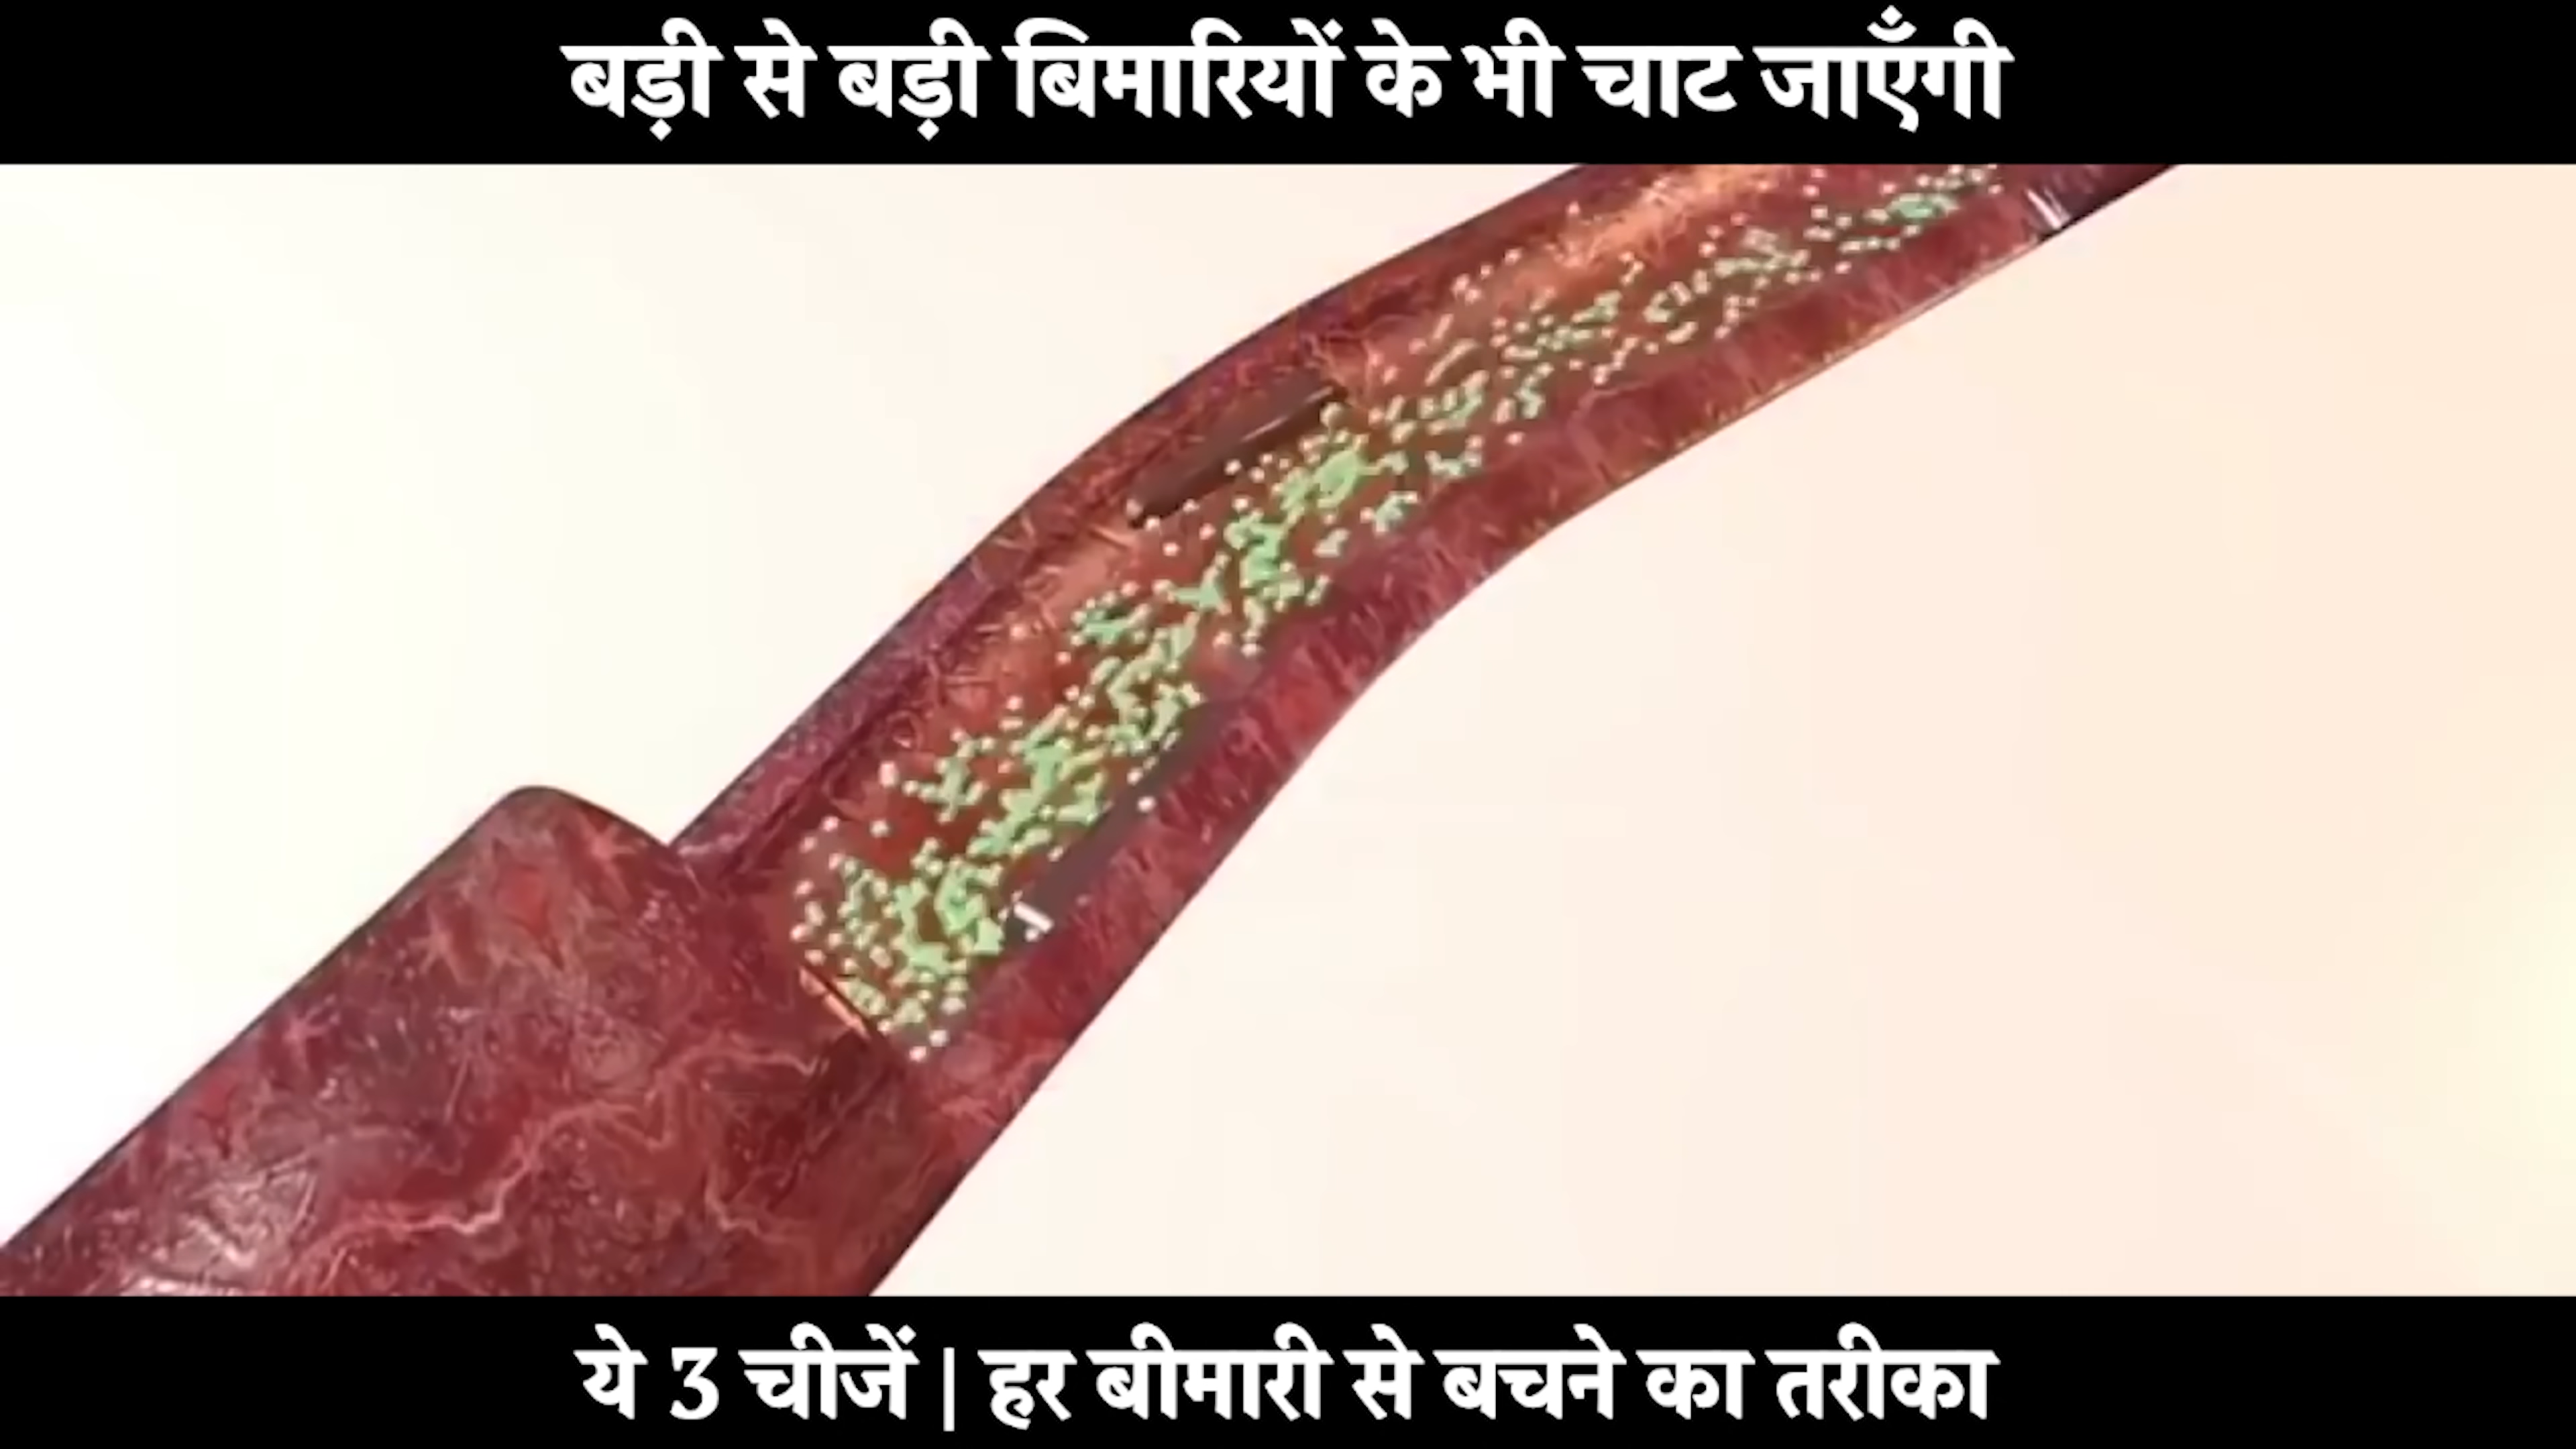 बड़ी से बड़ी बिमारियों के भी चाट जाएँगी
ये 3 चीजें | हर बीमारी से बचने का तरीका